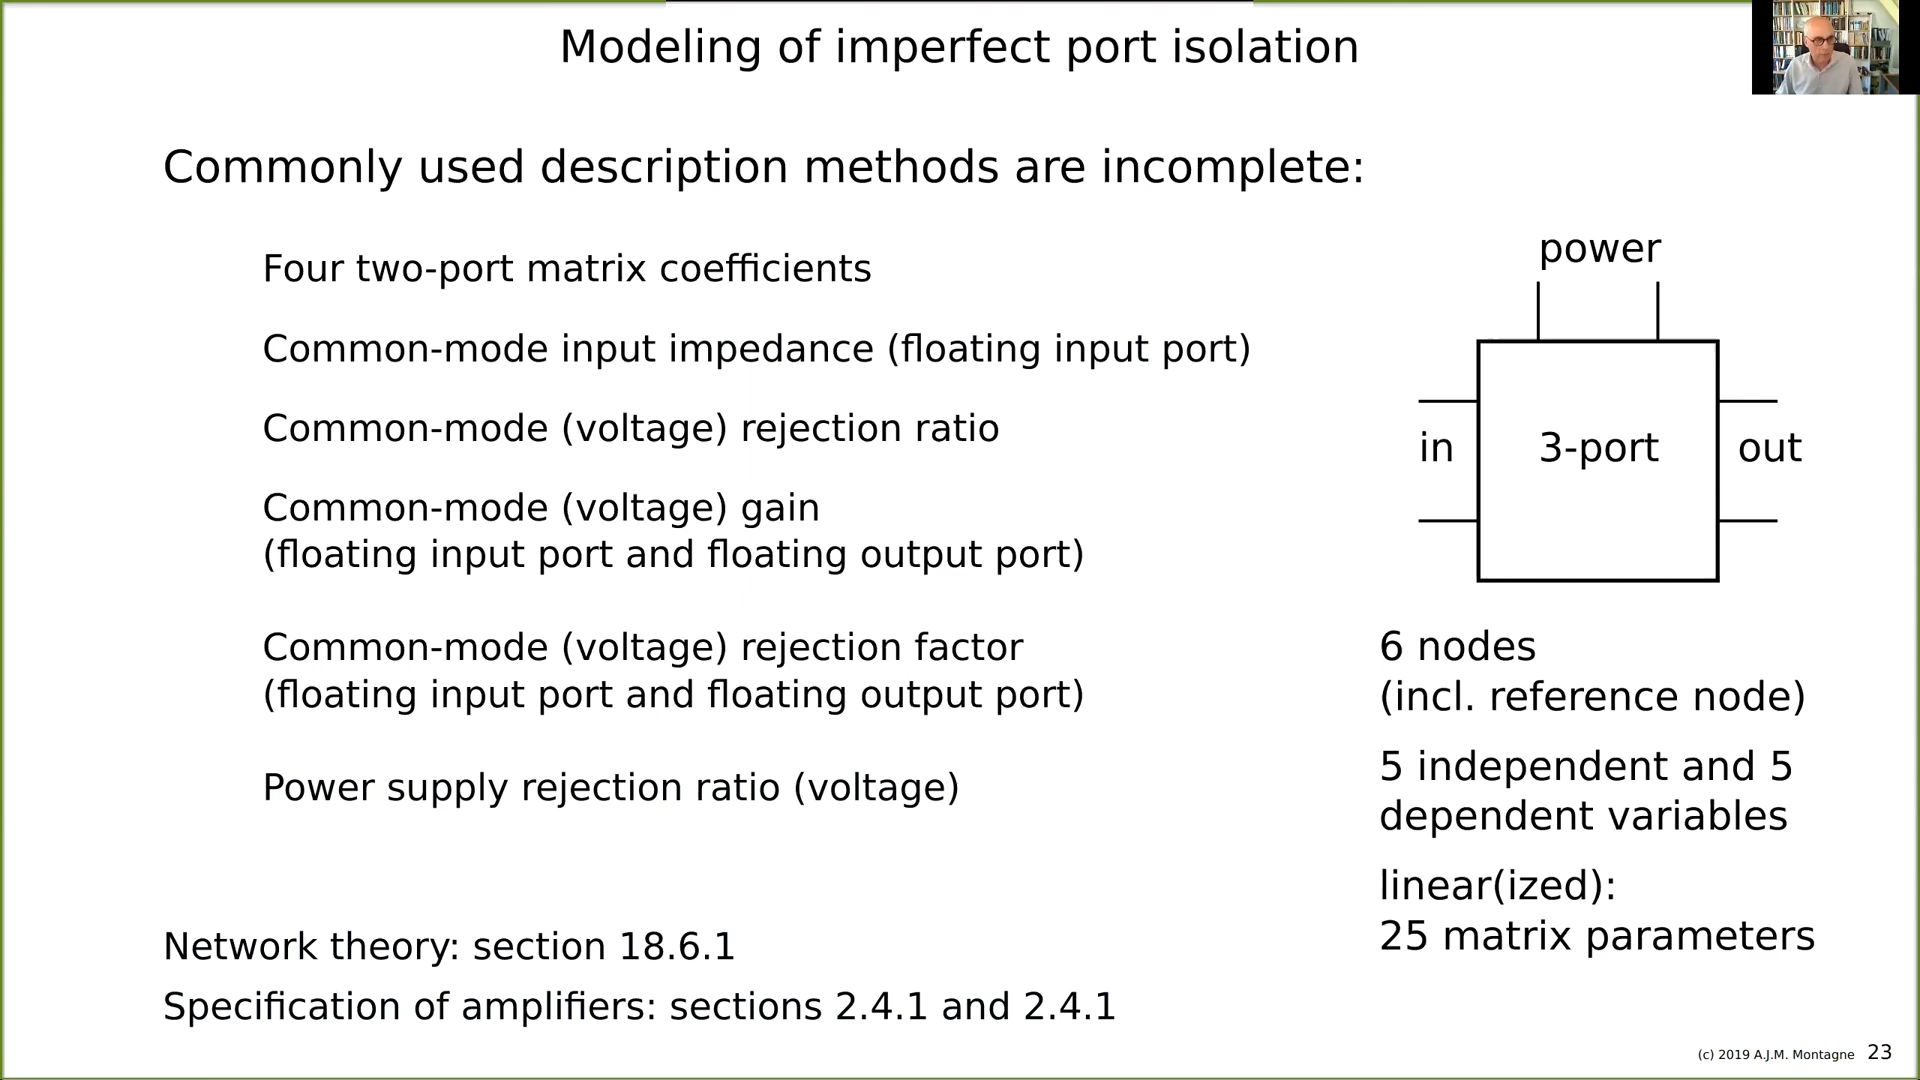 Modeling of imperfect port isolation
Commonly used description methods are incomplete:
Four two-port matrix coefficients
Common-mode input impedance (floating input port)
Common-mode (voltage) rejection ratio
Common-mode (voltage) gain
(floating input port and floating output port)
Common-mode (voltage) rejection factor
(floating input port and floating output port)
Power supply rejection ratio (voltage)
Network theory: section 18.6.1
Specification of amplifiers: sections 2.4.1 and 2.4.1
power
in
3-port
out
6 nodes
(incl. reference node)
5 independent and 5
dependent variables
linear(ized):
25 matrix parameters
(c) 2019 A.J.M. Montagne 23